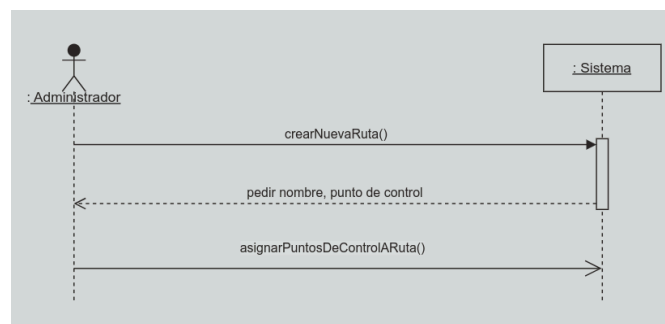 : Sistema
: Administrador
crearNuevaRuta()
pedir nombre, punto de control
asignarPuntosDeControlARuta()